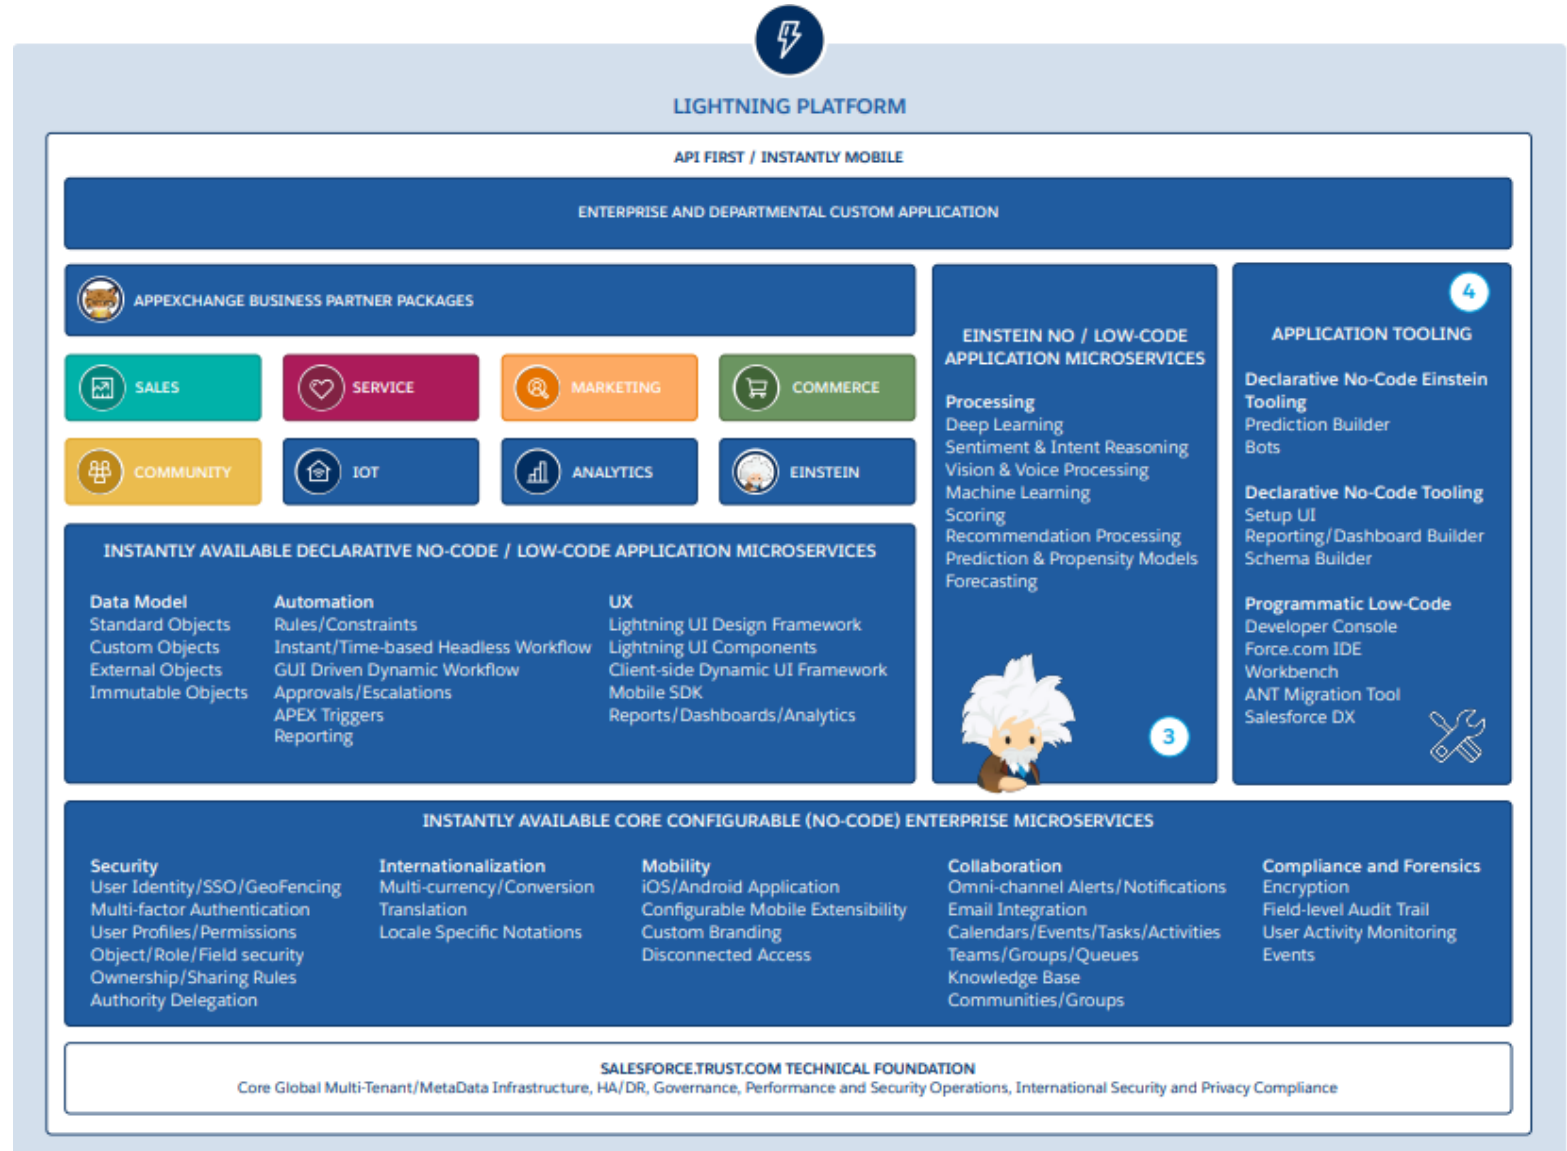 LIGHTNING PLATFORM
API FIRST / INSTANTLY MOBILE
ENTERPRISE AND DEPARTMENTAL CUSTOM APPLICATION
APPEXCHANGE BUSINESS PARTNER PACKAGES
SALES
SERVICE
MARKETING
COMMERCE
COMMUNITY
IOT
ANALYTICS
EINSTEIN
INSTANTLY AVAILABLE DECLARATIVE NO-CODE / LOW-CODE APPLICATION MICROSERVICES
Data Model
Standard Objects
Custom Objects
External Objects
Immutable Objects
Automation
Rules/Constraints
Instant/Time-based Headless Workflow
GUI Driven Dynamic Workflow
Approvals/Escalations
APEX Triggers
Reporting
UX
Lightning UI Design Framework
Lightning UI Components
Client-side Dynamic UI Framework
Mobile SDK
Reports/Dashboards/Analytics
EINSTEIN NO / LOW-CODE
APPLICATION MICROSERVICES
Processing
Deep Learning
Sentiment & Intent Reasoning
Vision & Voice Processing
Machine Learning
Scoring
Recommendation Processing
Prediction & Propensity Models
Forecasting
3
4
APPLICATION TOOLING
Declarative No-Code Einstein
Tooling
Prediction Builder
Bots
Declarative No-Code Tooling
Setup UI
Reporting/Dashboard Builder
Schema Builder
Programmatic Low-Code
Developer Console
Force.com IDE
Workbench
ANT Migration Tool
Salesforce DX
INSTANTLY AVAILABLE CORE CONFIGURABLE (NO-CODE) ENTERPRISE MICROSERVICES
Security
User Identity/SSO/GeoFencing
Multi-factor Authentication
User Profiles/Permissions
Object/Role/Field security
Ownership/Sharing Rules
Authority Delegation
Internationalization
Multi-currency/Conversion
Translation
Locale Specific Notations
Mobility
iOS/Android Application
Configurable Mobile Extensibility
Custom Branding
Disconnected Access
Collaboration
Omni-channel Alerts/Notifications
Email Integration
Calendars/Events/Tasks/Activities
Teams/Groups/Queues
Knowledge Base
Communities/Groups
Compliance and Forensics
Encryption
Field-level Audit Trail
User Activity Monitoring
Events
SALESFORCE.TRUST.COM TECHNICAL FOUNDATION
Core Global Multi-Tenant/MetaData Infrastructure, HA/DR, Governance, Performance and Security Operations, International Security and Privacy Compliance